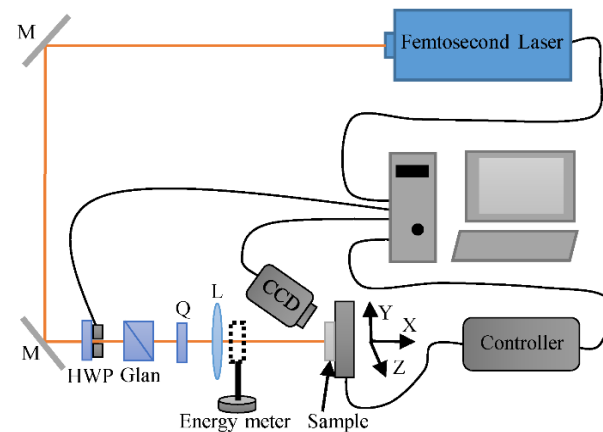 M
Femtosecond Laser
CCD
Q
L
Y
X
Z
M
HWP
Glan
Controller
Energy meter
Sample